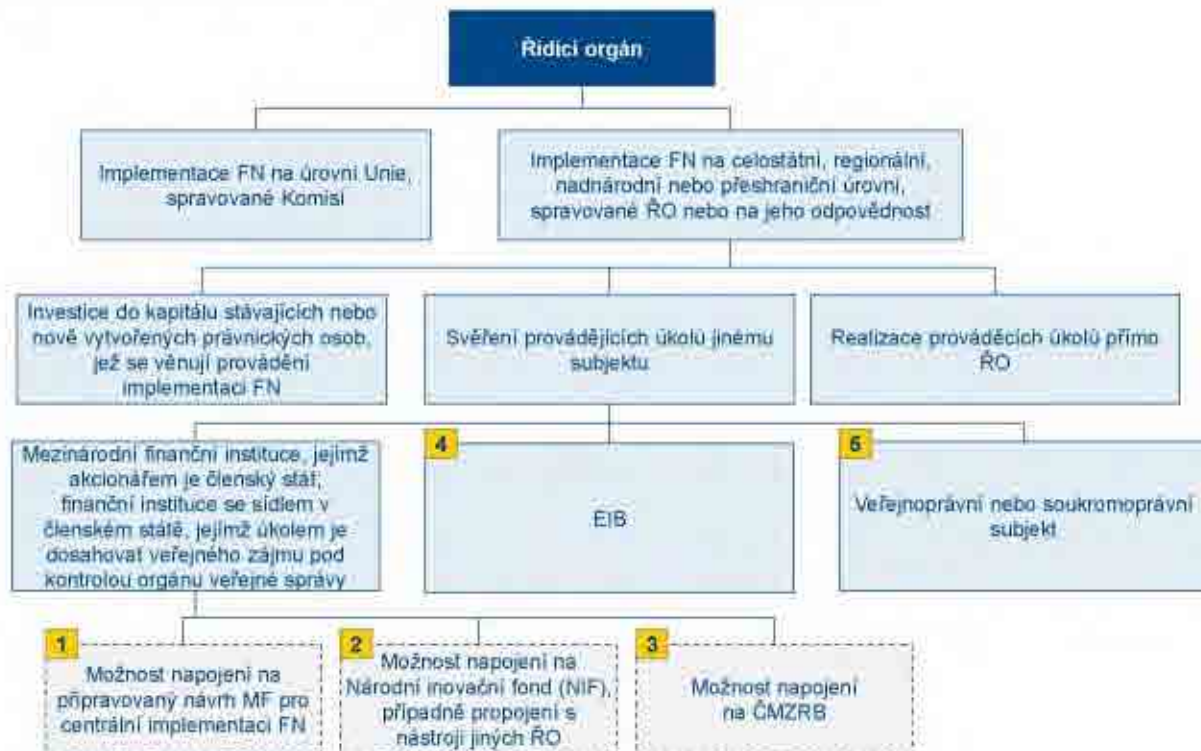 Řídicí orgán
Implementace FN na úrovni Unie,
spravované Komisí
Implementace FN na celostátní, regionální,
nadnárodní nebo přeshraniční úrovni,
spravované ŘO nebo na jeho odpovědnost
Investice do kapitálu stávajících nebo
nově vytvořených právnických osob,
jež se věnují provádění
implementaci FN
Svěření provádějících úkolů jinému
subjektu
Realizace prováděcích úkolů přímo
ŘO
Mezinárodní finanční instituce, jejímž
akcionářem je členský stát;
finanční instituce se sídlem v
členském státě, jejímž úkolem je
dosahovat veřejného zájmu pod
kontrolou orgánu veřejné správy
4
EIB
5
Veřejnoprávní nebo soukromoprávní
subjekt
1
Možnost napojení na
připravovaný návrh MF pro
centrální implementaci FN
2
Možnost napojení na
Národní inovační fond (NIF),
případně propojení s
nástroji jiných ŘO
3
Možnost napojení
na ČMZRB